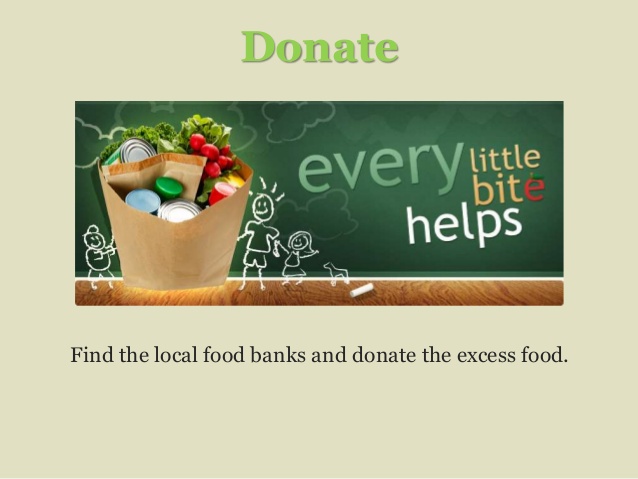 Donate
every little
bite
helps
Find the local food banks and donate the excess food.